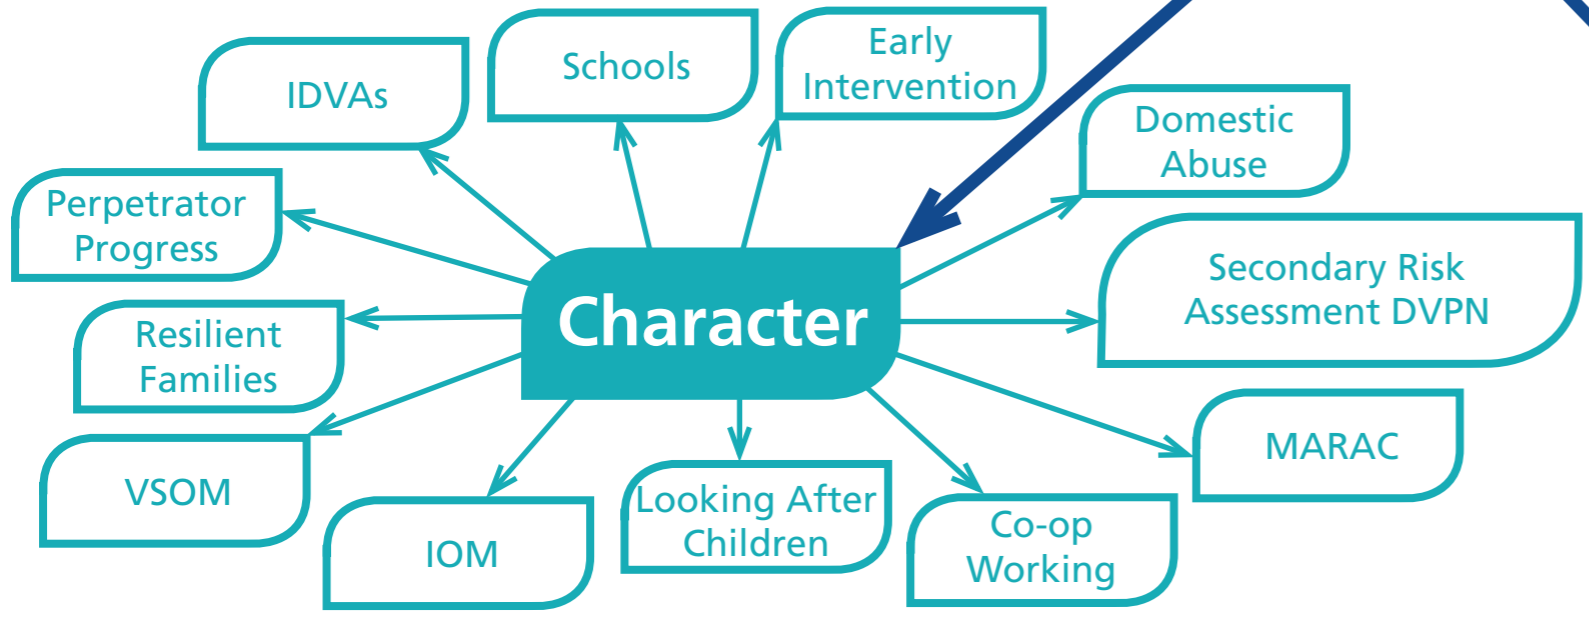 Early
Intervention
Schools
IDVAs
Domestic
Abuse
Perpetrator
Progress
Secondary Risk
Assessment DVPN
Character
Resilient
Families
MARAC
VSOM
Looking After
Children
Co-op
Working
IOM